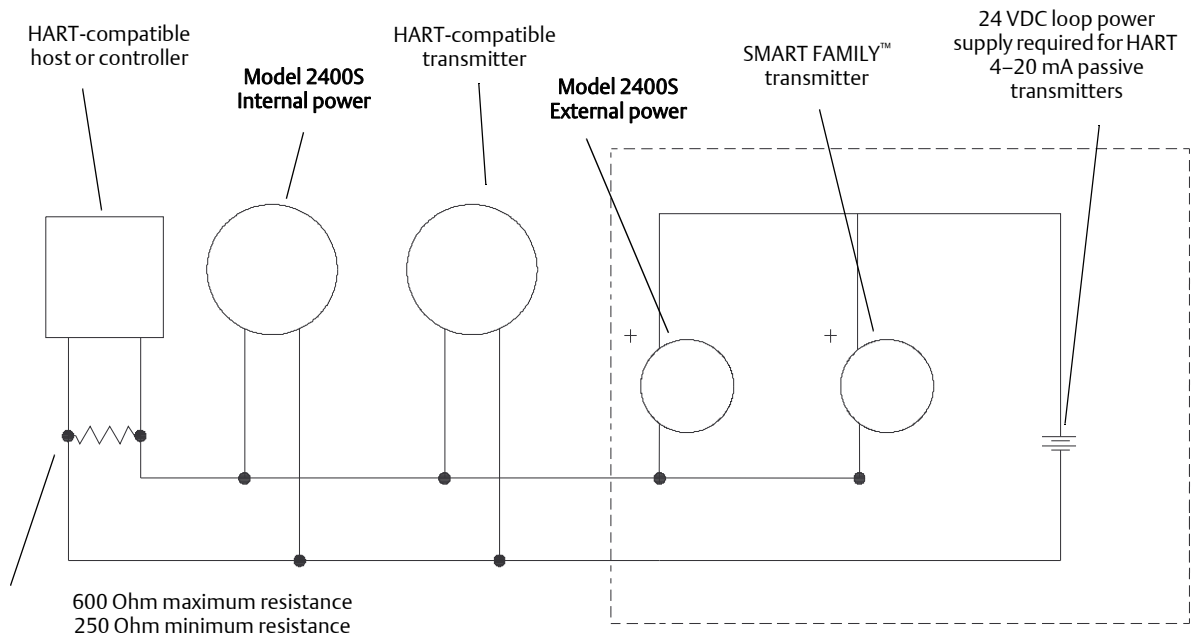 HART-compatible
host or controller
Model 2400S
Internal power
HART-compatible
transmitter
Model 2400S
External power
SMART FAMILY™
transmitter
24 VDC loop power
supply required for HART
4–20 mA passive
transmitters
+
+
600 Ohm maximum resistance
250 Ohm minimum resistance